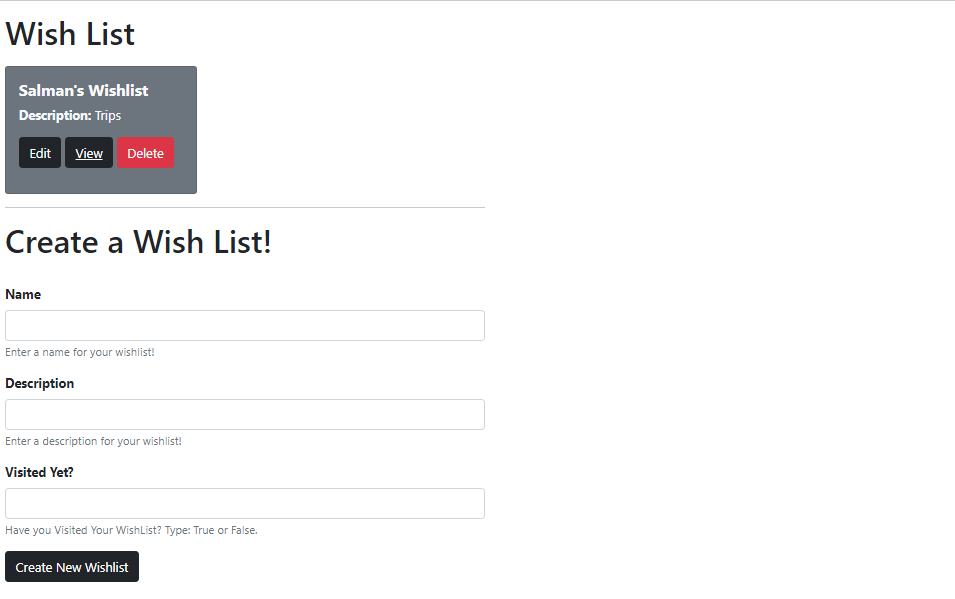 Wish List
Salman's Wishlist
Description: Trips
Edit View Delete
Create a Wish List!
Name
Enter a name for your wishlist!
Description
Enter a description for your wishlist!
Visited Yet?
Have you Visited Your WishList? Type: True or False.
Create New Wishlist